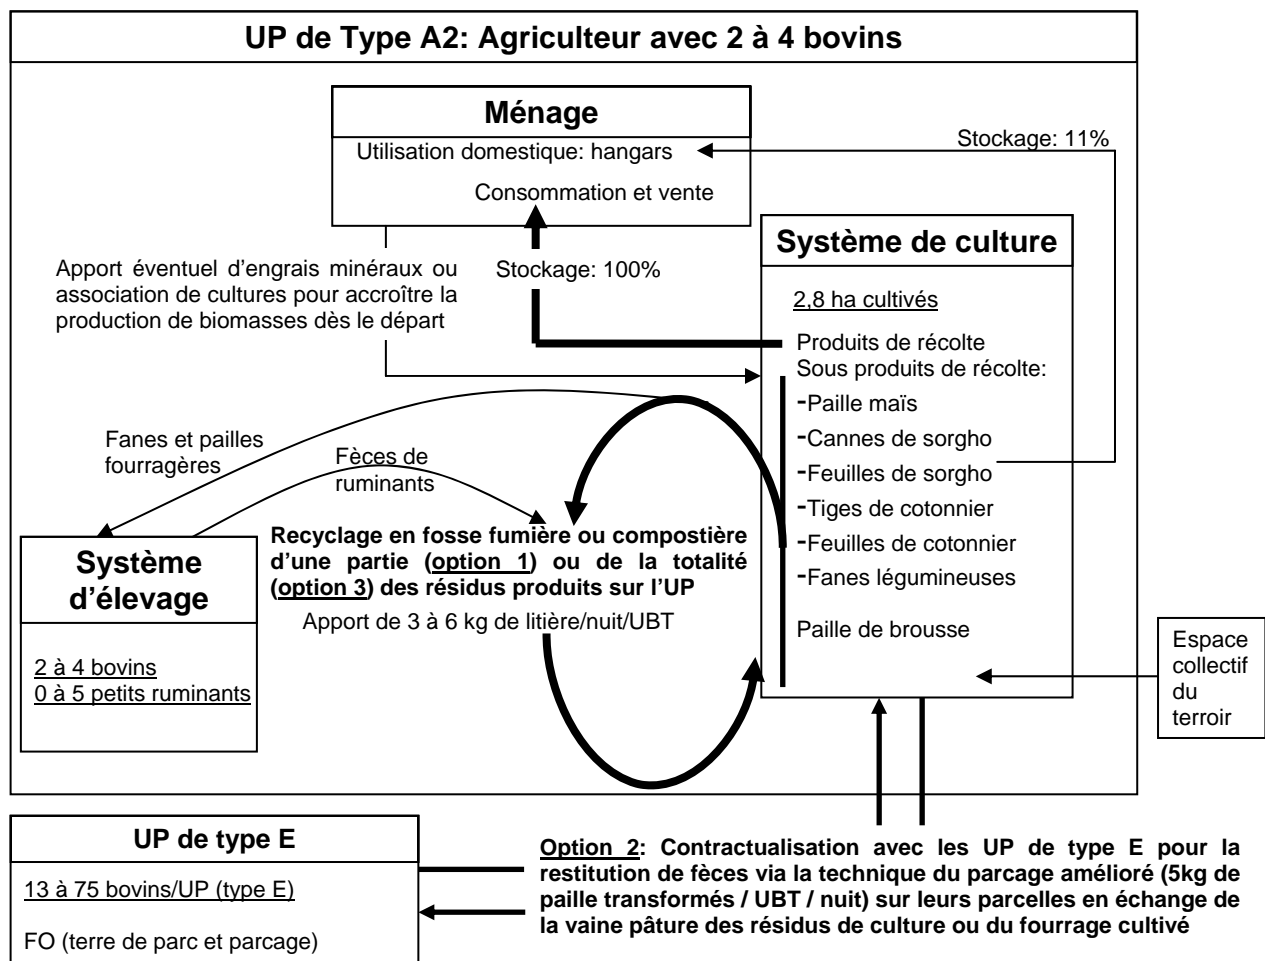 UP de Type A2: Agriculteur avec 2 à 4 bovins
Ménage
Utilisation domestique: hangars
Consommation et vente
Stockage: 11%
Stockage: 100%
Apport éventuel d'engrais minéraux ou
association de cultures pour accroître la
production de biomasses dès le départ
Système de culture
2,8 ha cultivés
Produits de récolte
Sous produits de récolte:
-Paille maïs
-Cannes de sorgho
-Feuilles de sorgho
-Tiges de cotonnier
-Feuilles de cotonnier
-Fanes légumineuses
Paille de brousse
Fanes et pailles
fourragères
Fèces de
ruminants
Recyclage en fosse fumière ou compostière
d'une partie (option 1) ou de la totalité
(option 3) des résidus produits sur l'UP
Apport de 3 à 6 kg de litière/nuit/UBT
Système
d'élevage
2 à 4 bovins
0 à 5 petits ruminants
Espace
collectif
du
terroir
UP de type E
13 à 75 bovins/UP (type E)
FO (terre de parc et parcage)
Option 2: Contractualisation avec les UP de type E pour la
restitution de fèces via la technique du parcage amélioré (5kg de
paille transformés / UBT / nuit) sur leurs parcelles en échange de
la vaine pâture des résidus de culture ou du fourrage cultivé